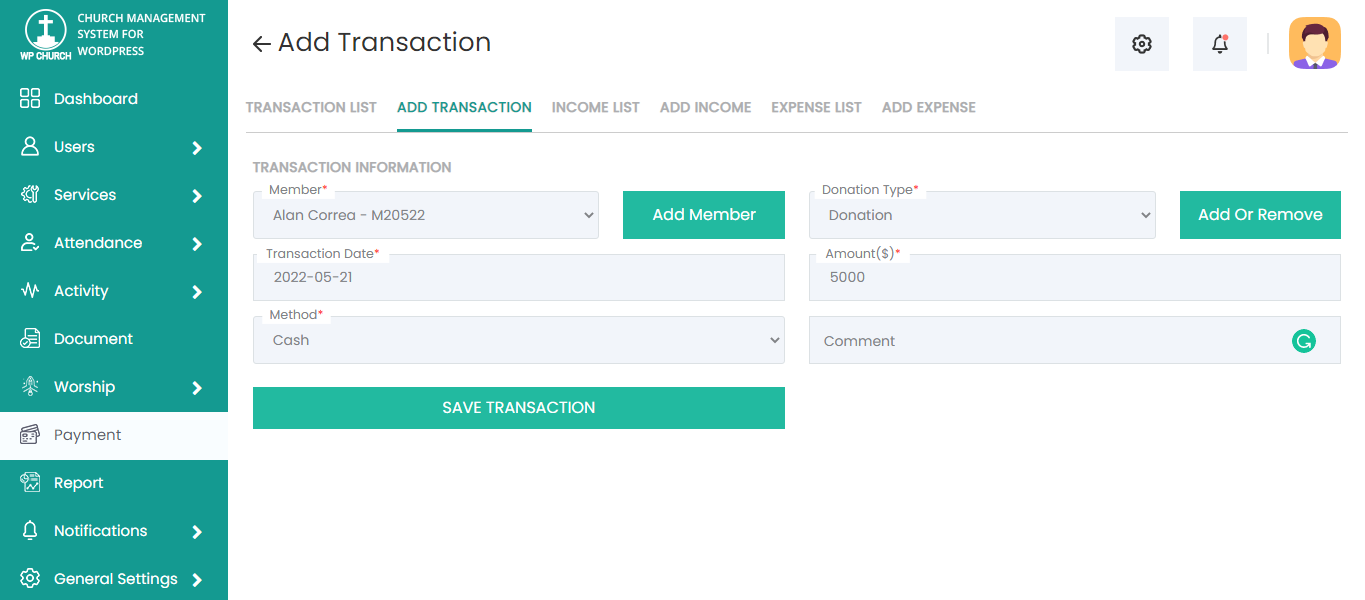 CHURCH MANAGEMENT
SYSTEM FOR
WORDPRESS
WP CHURCH
Dashboard
Users
Services
Attendance
Activity
Document
Worship
Payment
Report
Notifications
General Settings
Add Transaction
TRANSACTION LIST ADD TRANSACTION INCOME LIST ADD INCOME EXPENSE LIST ADD EXPENSE
TRANSACTION INFORMATION
Member* Donation Type*
Alan Correa - M20522 Add Member Donation Add Or Remove
Transaction Date* Amount($)*
2022-05-21 5000
Method*
Cash Comment
SAVE TRANSACTION